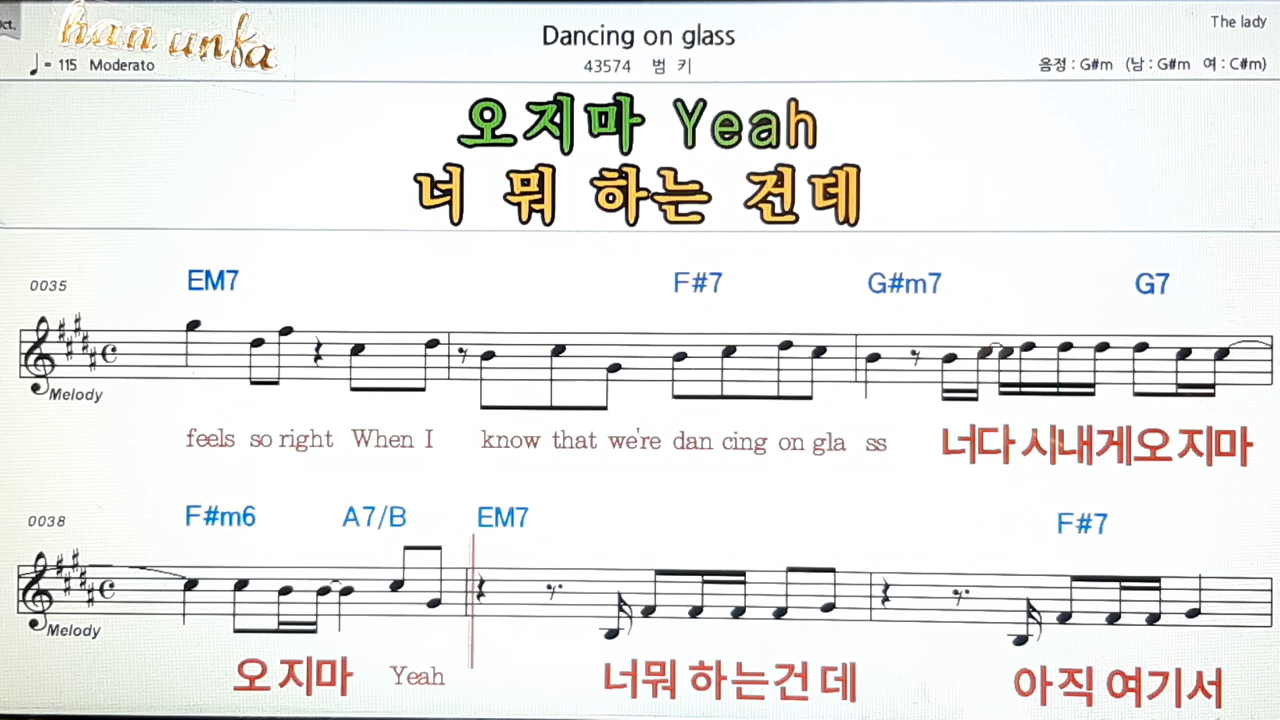 Oct.
han unfa
Dancing on glass
The lady
♩= 115 Moderato
43574 범 키
음정 : G#m (남 : G#m 여 : C#m)
오지마 Yeah
너 뭐 하는 건데
0035
EM7 F#7 G#m7 G7
Melody
feels so right When I know that we're dan cing on gla ss 너다 시내게오 지마
0038
F#m6 A7/B EM7 F#7
Melody
오 지마 Yeah 너뭐 하는건 데 아직 여기서